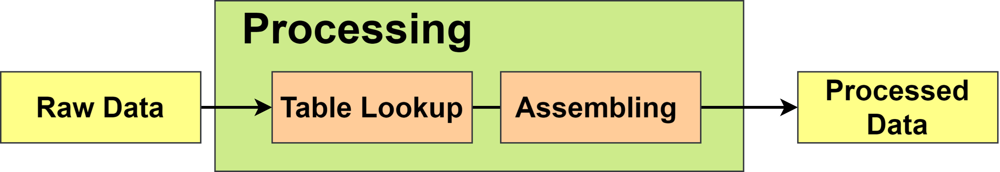 Processing
Raw Data
Table Lookup
Assembling
Processed
Data